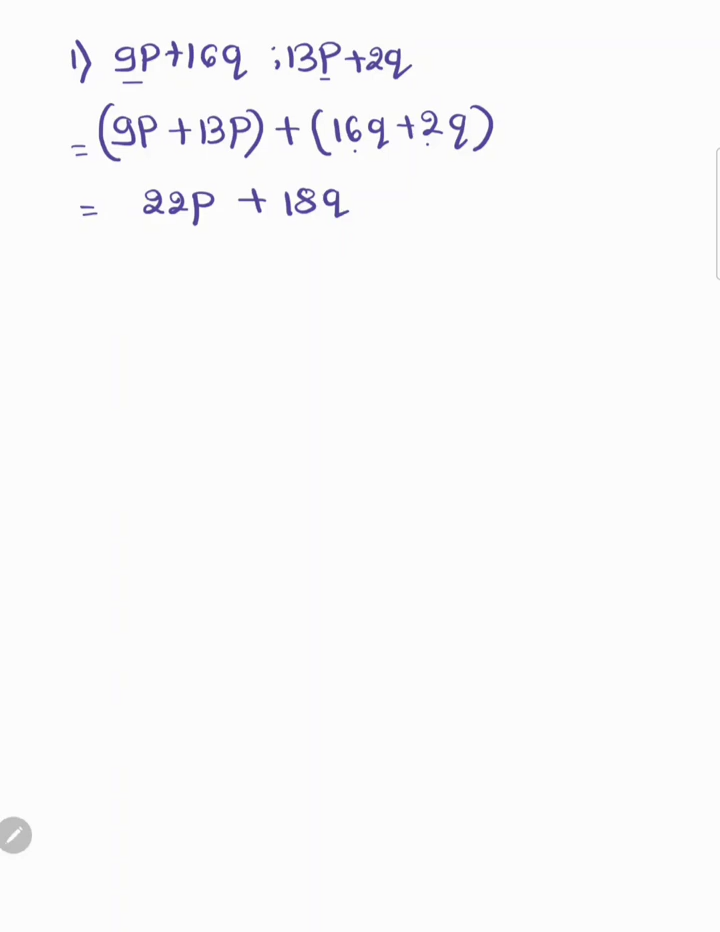 1) 9p+16q ; 13p+2q
= (9p+13p)+(16q+2q)
= 22p + 18q